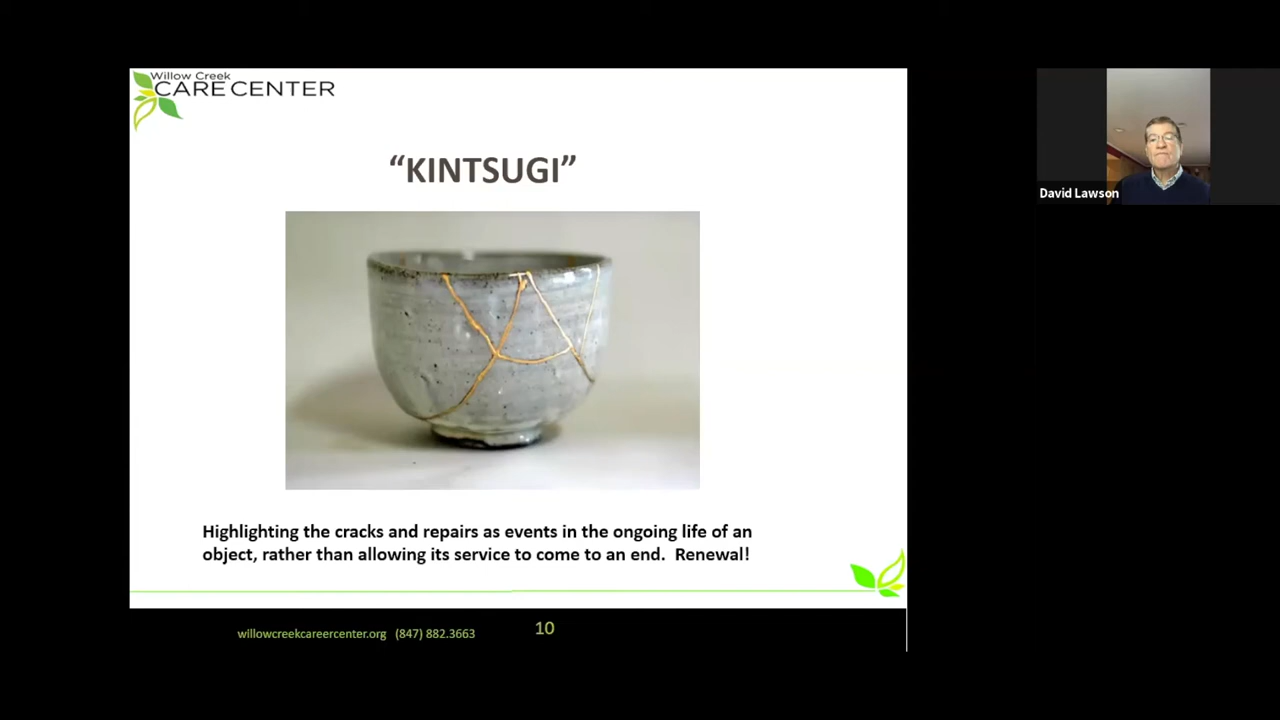 Willow Creek
CARE CENTER
“KINTSUGI”
David Lawson
Highlighting the cracks and repairs as events in the ongoing life of an
object, rather than allowing its service to come to an end.  Renewal!
willowcreekcareercenter.org   (847) 882.3663
10